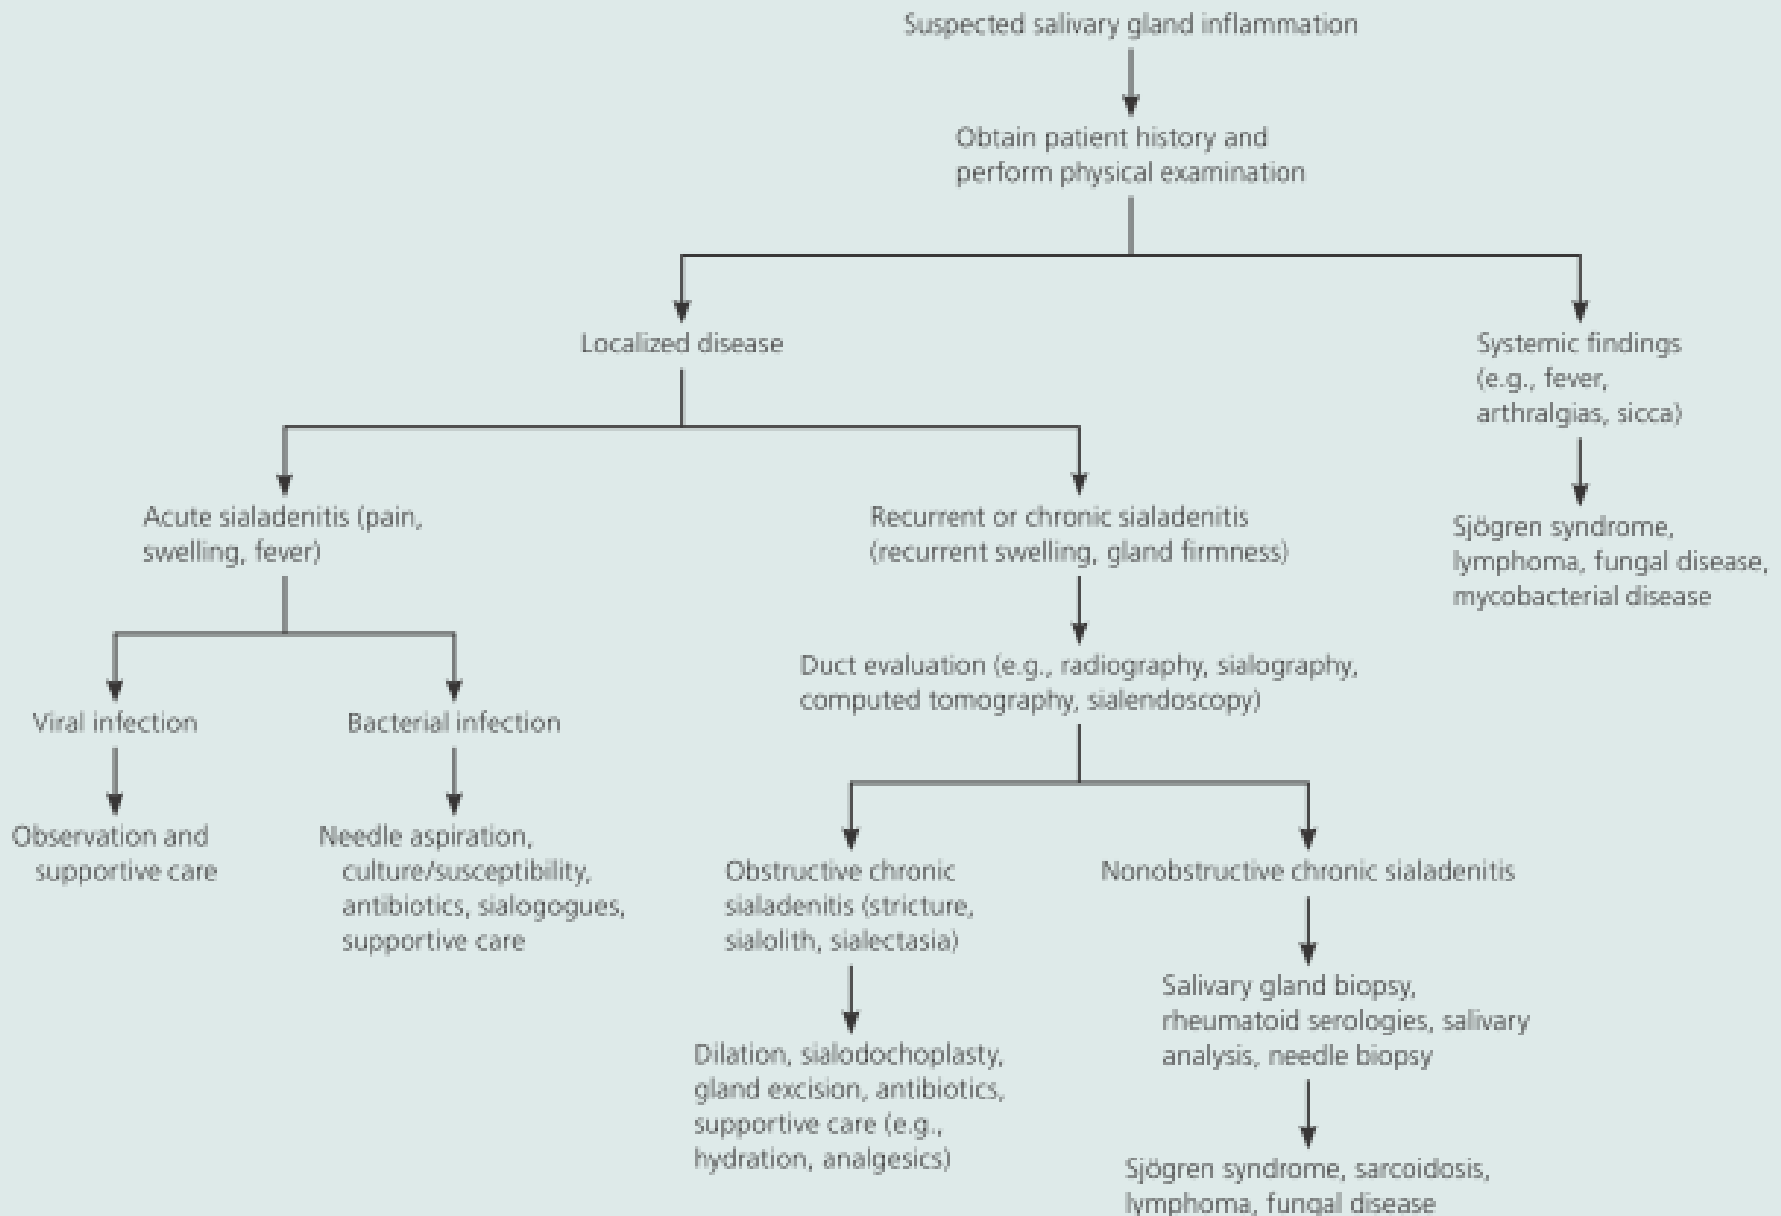 Suspected salivary gland inflammation
Obtain patient history and
perform physical examination
Localized disease
Systemic findings
(e.g., fever,
arthralgias, sicca)
Acute sialadenitis (pain,
swelling, fever)
Recurrent or chronic sialadenitis
(recurrent swelling, gland firmness)
Sjögren syndrome,
lymphoma, fungal disease,
mycobacterial disease
Viral infection
Bacterial infection
Duct evaluation (e.g., radiography, sialography,
computed tomography, sialendoscopy)
Observation and
supportive care
Needle aspiration,
culture/susceptibility,
antibiotics, sialogogues,
supportive care
Obstructive chronic
sialadenitis (stricture,
sialolith, sialectasia)
Nonobstructive chronic sialadenitis
Dilation, sialodochoplasty,
gland excision, antibiotics,
supportive care (e.g.,
hydration, analgesics)
Salivary gland biopsy,
rheumatoid serologies, salivary
analysis, needle biopsy
Sjögren syndrome, sarcoidosis,
lymphoma, fungal disease